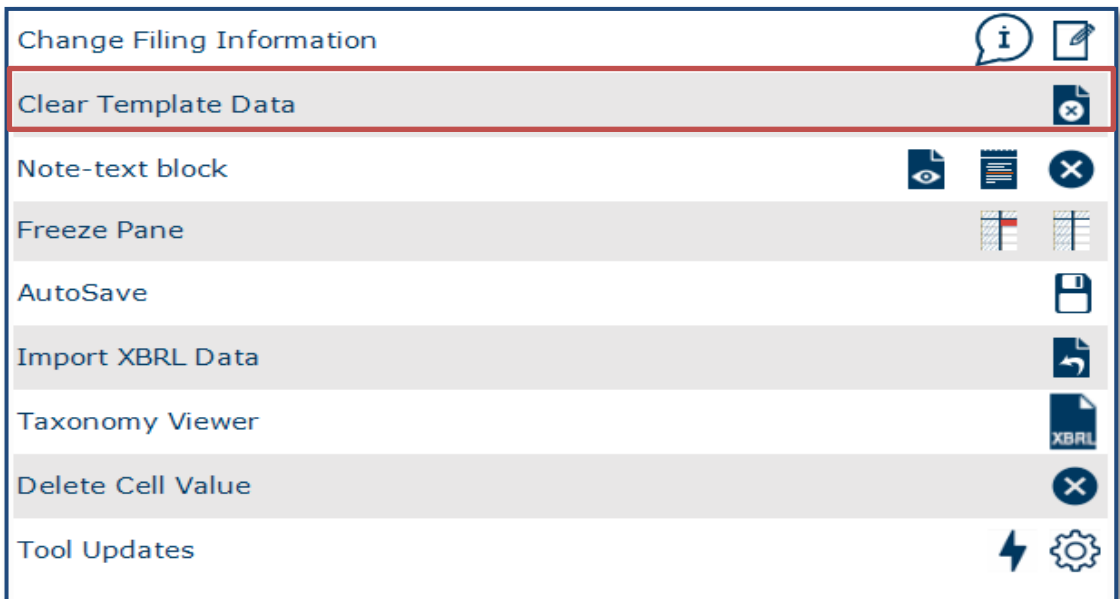 Change Filing Information
Clear Template Data
Note-text block
Freeze Pane
AutoSave
Import XBRL Data
Taxonomy Viewer
XBRL
Delete Cell Value
Tool Updates